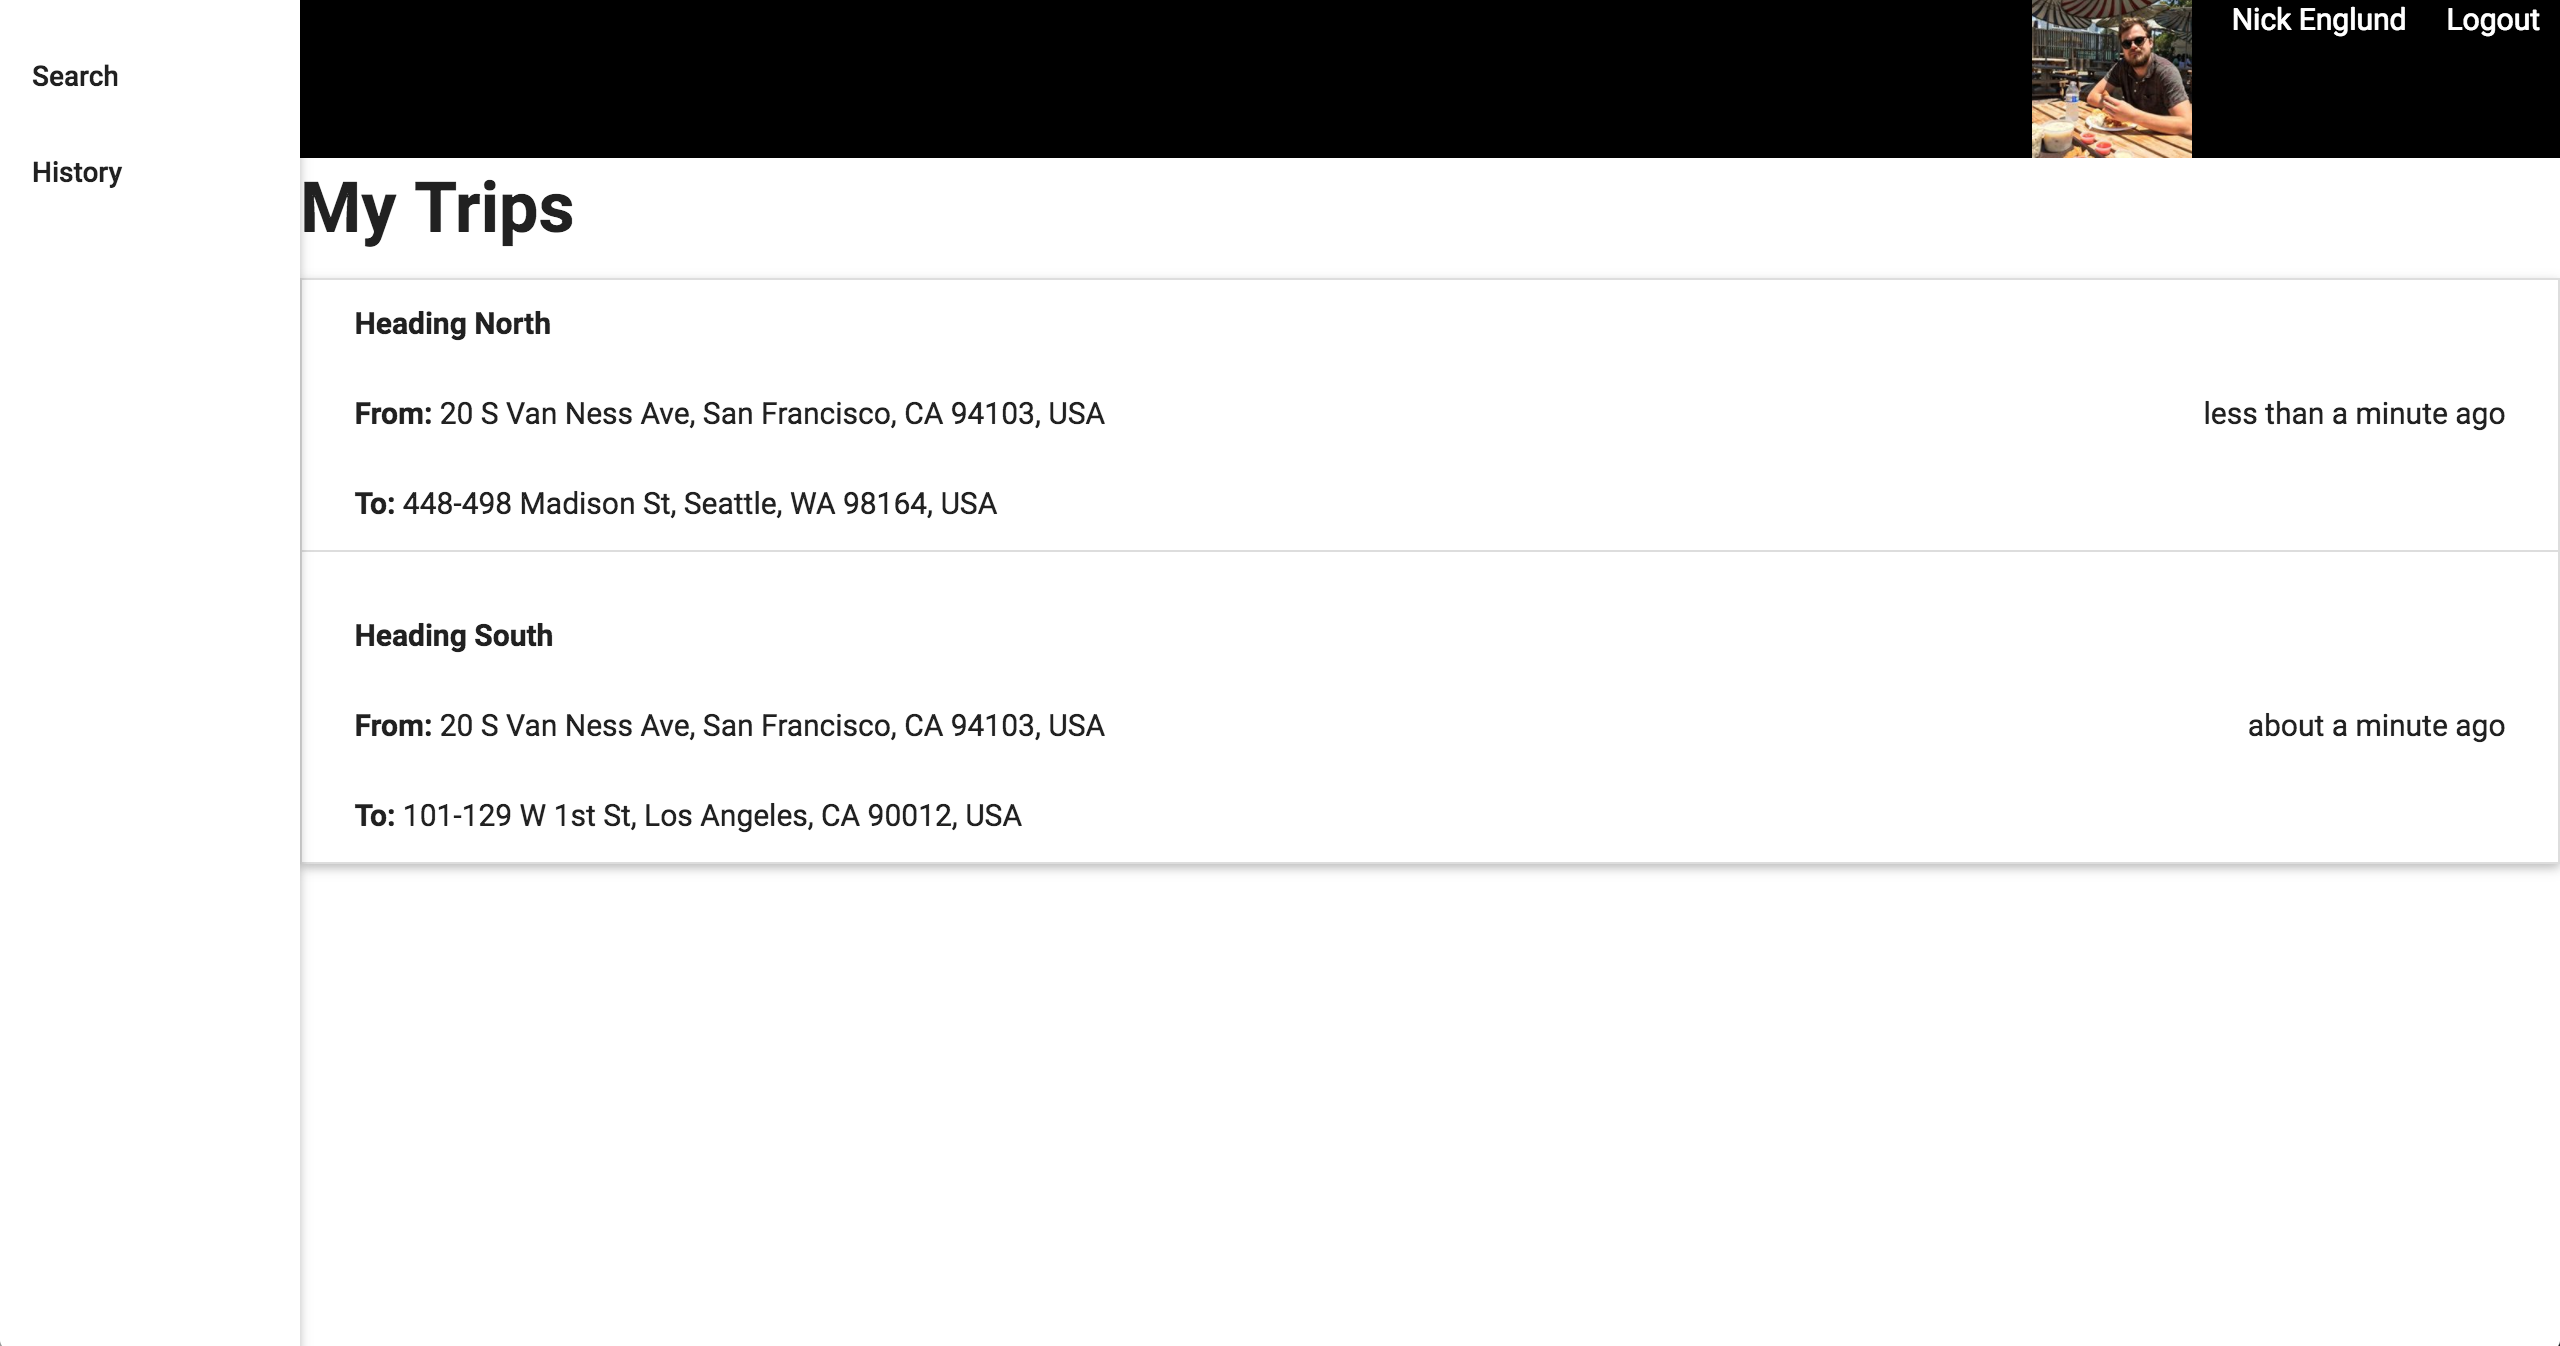 Search
History
Nick Englund Logout
My Trips
Heading North
From: 20 S Van Ness Ave, San Francisco, CA 94103, USA
less than a minute ago
To: 448-498 Madison St, Seattle, WA 98164, USA
Heading South
From: 20 S Van Ness Ave, San Francisco, CA 94103, USA
about a minute ago
To: 101-129 W 1st St, Los Angeles, CA 90012, USA